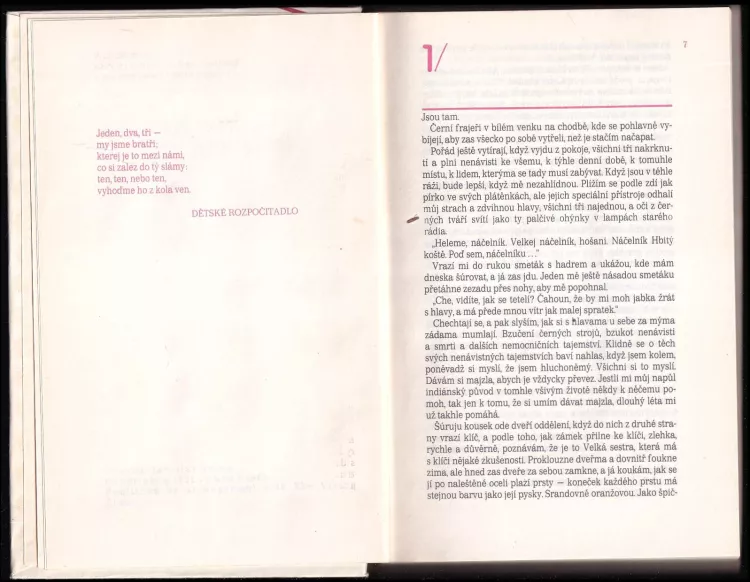 Jeden, dva, tři —
my jsme bratři;
kterej je to mezi námi,
co si zalez do tý slámy;
ten, ten, nebo ten,
vyhoďme ho z kola ven.
DĚTSKÉ ROZPOČITADLO
7
1/
Jsou tam.
Černí frajeři v bílém venku na chodbě, kde se pohlavně vy-
bíjejí, aby zas všecko po sobě vytřeli, než je stačím načapat.
Pořád ještě vytírají, když vyjdu z pokoje, všichni tři nakrknu-
tí a plní nenávisti ke všemu, k týhle denní době, k tomuhle
místu, k lidem, kterýma se tady musí zabývat. Když jsou v téhle
ráži, bude lepší, když mě nezahlídnou. Plížím se podle zdi jak
pírko ve svých plátěnkách, ale jejich speciální přístroje odhalí
můj strach a zdvihnou hlavy, všichni tři najednou, a oči z čer-
ných tváří svítí jako ty palčivé ohýnky v lampách starého
rádia.
„Heleme, náčelník. Velkej náčelník, hošani. Náčelník Hbitý
koště. Poď sem, náčelníku ...“
Vrazí mi do rukou smeták s hadrem a ukážou, kde mám
dneska šůrovat, a já zas jdu. Jeden mě ještě násadou smetáku
přetáhne zezadu přes nohy, aby mě popohnal.
„Che, vidíte, jak se tetelí? Čahoun, že by mi moh jabka žrát
s hlavy, a má přede mnou vítr jak malej spratek.“
Chechtají se, a pak slyším, jak si s hlavama u sebe za mýma
zádama mumlají. Bzučení černých strojů, bzukot nenávisti
a smrti a dalších nemocničních tajemství. Klidně se o těch
svých nenávistných tajemstvích baví nahlas, když jsem kolem,
poněvadž si myslí, že jsem hluchoněmý. Všichni si to myslí.
Dávám si majzla, abych je vždycky převez. Jestli mi můj napůl
indiánský původ v tomhle všivým životě někdy k něčemu po-
moh, tak jen k tomu, že si umím dávat majzla, dlouhý léta mi
už takhle pomáhá.
Šůruju kousek ode dveří oddělení, když do nich z druhé stra-
ny vrazí klíč, a podle toho, jak zámek přilne ke klíči, zlehka,
rychle a důvěrně, poznávám, že je to Velká sestra, která má
s klíči nějaké zkušenosti. Proklouzne dveřma a dovnitř foukne
zima, ale hned zas dveře za sebou zamkne, a já koukám, jak se
jí po naleštěné oceli plazí prsty — koneček každého prstu má
stejnou barvu jako její pysky. Srandovně oranžovou. Jako špič-